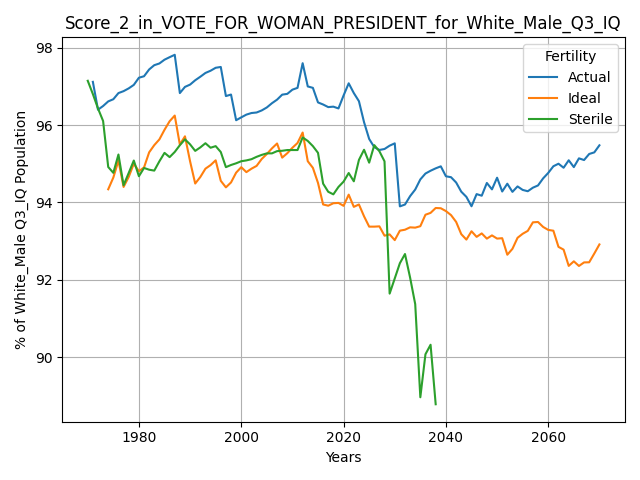 Score_2_in_VOTE_FOR_WOMAN_PRESIDENT_for_White_Male_Q3_IQ
Fertility
Actual
Ideal
Sterile
% of White_Male Q3_IQ Population
98
96
94
92
90
1980
2000
2020
2040
2060
Years